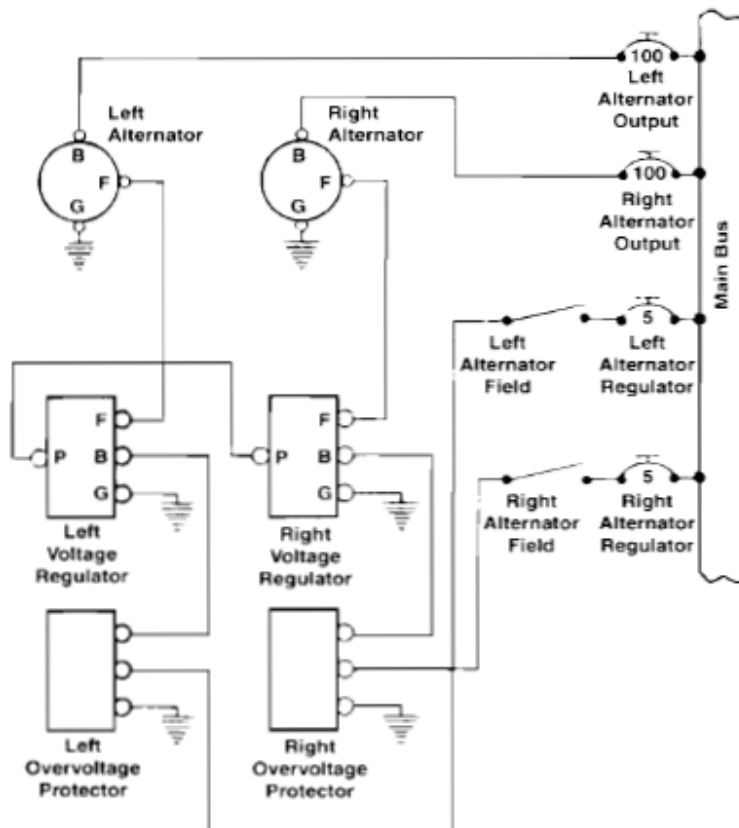 100
Left
Alternator
Output
Left
Alternator
B
F
G
Right
Alternator
B
F
G
100
Right
Alternator
Output
Main Bus
Left
Alternator
Field
5
Left
Alternator
Regulator
F
P
B
G
Left
Voltage
Regulator
F
P
B
G
Right
Voltage
Regulator
Right
Alternator
Field
5
Right
Alternator
Regulator
Left
Overvoltage
Protector
Right
Overvoltage
Protector